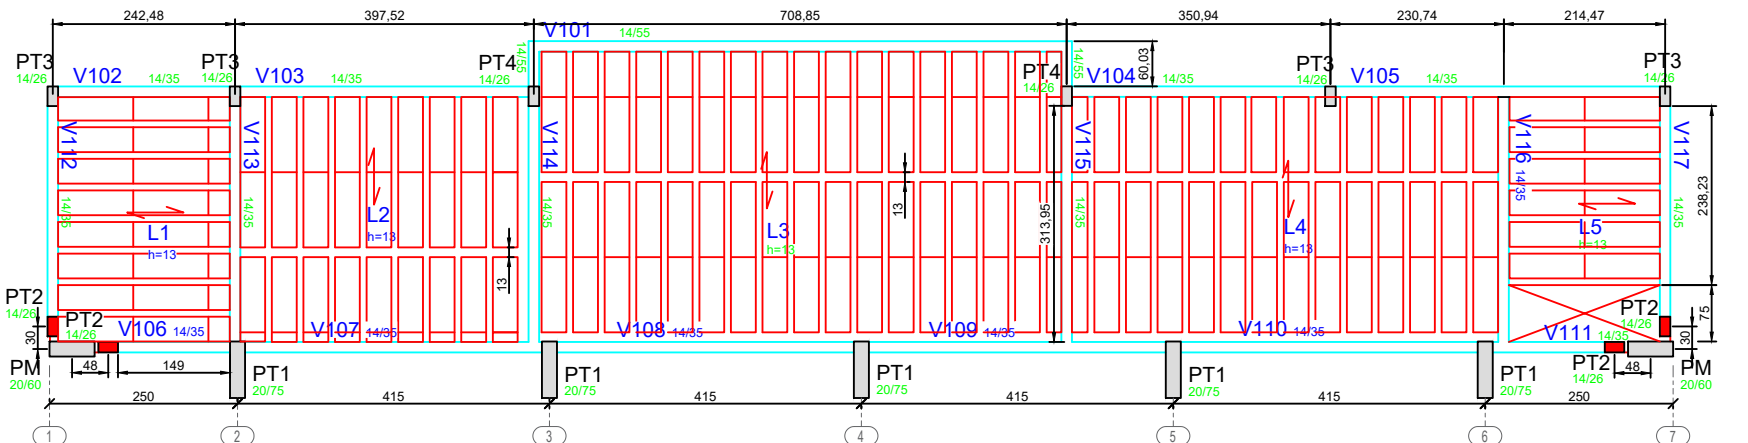 242,48
397,52
708,85
350,94
230,74
214,47
V101 14/55
14/55
14/55
60,03
PT3
14/26
V102 14/35
PT3
14/26
V103 14/35
PT4
14/26
PT4
14/26
V104 14/35
PT3
14/26
V105 14/35
PT3
14/26
V112
14/35
V113
14/35
V114
14/35
V115
14/35
V116 14/35
V117
14/35
L1
h=13
L2
h=13
L3
h=13
L4
h=13
L5
h=13
13
13
313,95
238,23
75
PT2
14/26
30
PT2
14/26
V106 14/35
V107 14/35
V108 14/35
V109 14/35
V110 14/35
V111 14/35
PT2
14/26
30
PM
20/60
48
149
PT1
20/75
PT1
20/75
PT1
20/75
PT1
20/75
PT1
20/75
PT2
14/26
48
PM
20/60
250
415
415
415
415
250
1
2
3
4
5
6
7